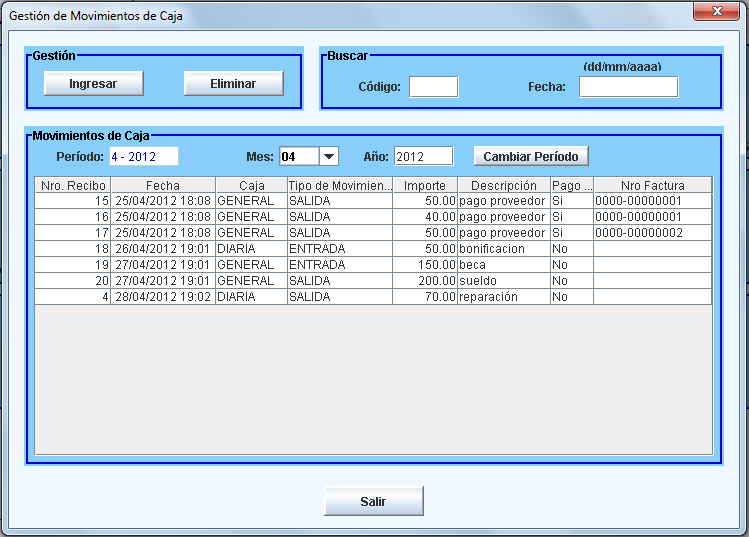 Gestión de Movimientos de Caja
Gestión
Ingresar Eliminar
Buscar
(dd/mm/aaaa)
Código: Fecha:
Movimientos de Caja
Período: 4 - 2012 Mes: 04 Año: 2012 Cambiar Período
Nro. Recibo Fecha Caja Tipo de Movimien... Importe Descripción Pago ... Nro Factura
15 25/04/2012 18:08 GENERAL SALIDA 50.00 pago proveedor Si 0000-00000001
16 25/04/2012 18:08 GENERAL SALIDA 40.00 pago proveedor Si 0000-00000001
17 25/04/2012 18:08 GENERAL SALIDA 50.00 pago proveedor Si 0000-00000002
18 26/04/2012 19:01 DIARIA ENTRADA 50.00 bonificacion No
19 27/04/2012 19:01 GENERAL ENTRADA 150.00 beca No
20 27/04/2012 19:01 GENERAL SALIDA 200.00 sueldo No
4 28/04/2012 19:02 DIARIA SALIDA 70.00 reparación No
Salir